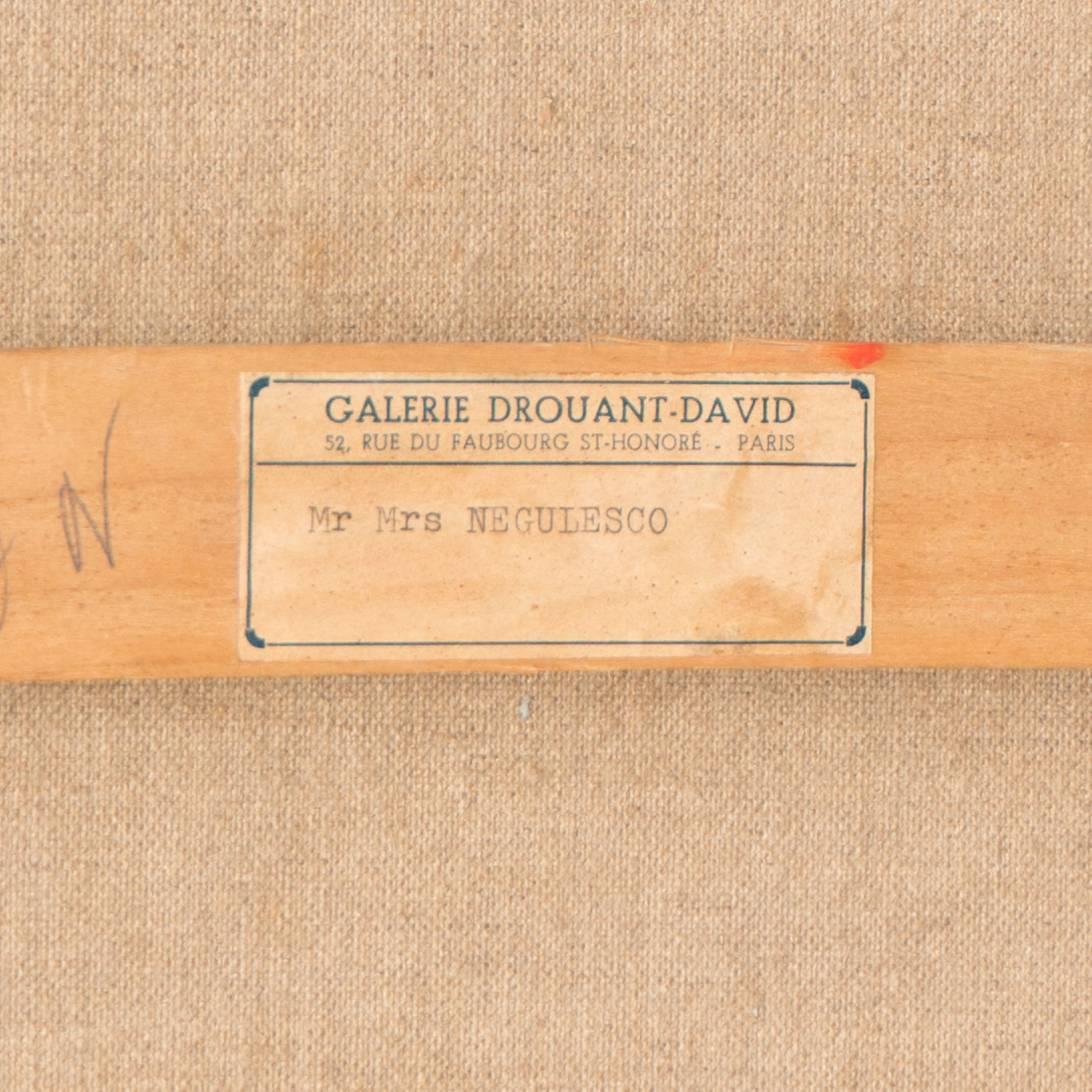 GALERIE DROUANT-DAVID
52, RUE DU FAUBOURG ST-HONORÉ - PARIS
Mr Mrs NEGULESCO
N